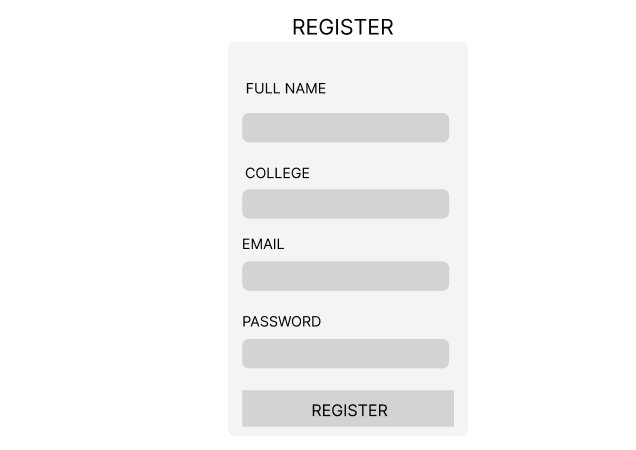 REGISTER
FULL NAME
COLLEGE
EMAIL
PASSWORD
REGISTER